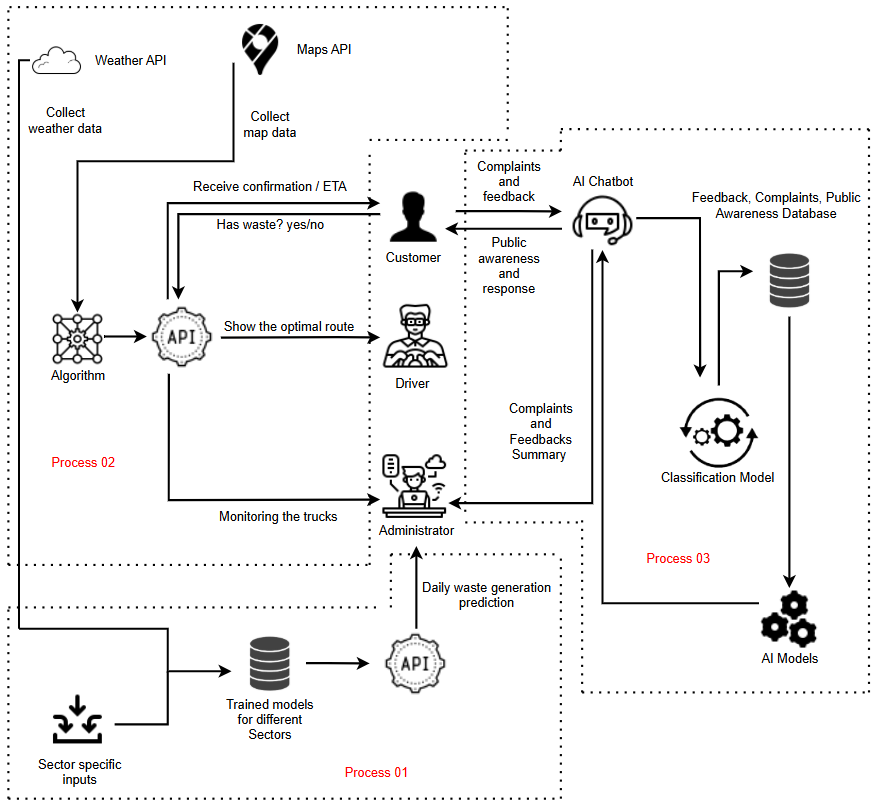 Weather API
Maps API
Collect
weather data
Collect
map data
Receive confirmation / ETA
Has waste? yes/no
Customer
Complaints
and
feedback
Public
awareness
and
response
AI Chatbot
Feedback, Complaints, Public
Awareness Database
Algorithm
API
Show the optimal route
Driver
Complaints
and
Feedbacks
Summary
Classification Model
Process 02
Monitoring the trucks
Administrator
Process 03
Daily waste generation
prediction
API
AI Models
Trained models
for different
Sectors
Sector specific
inputs
Process 01